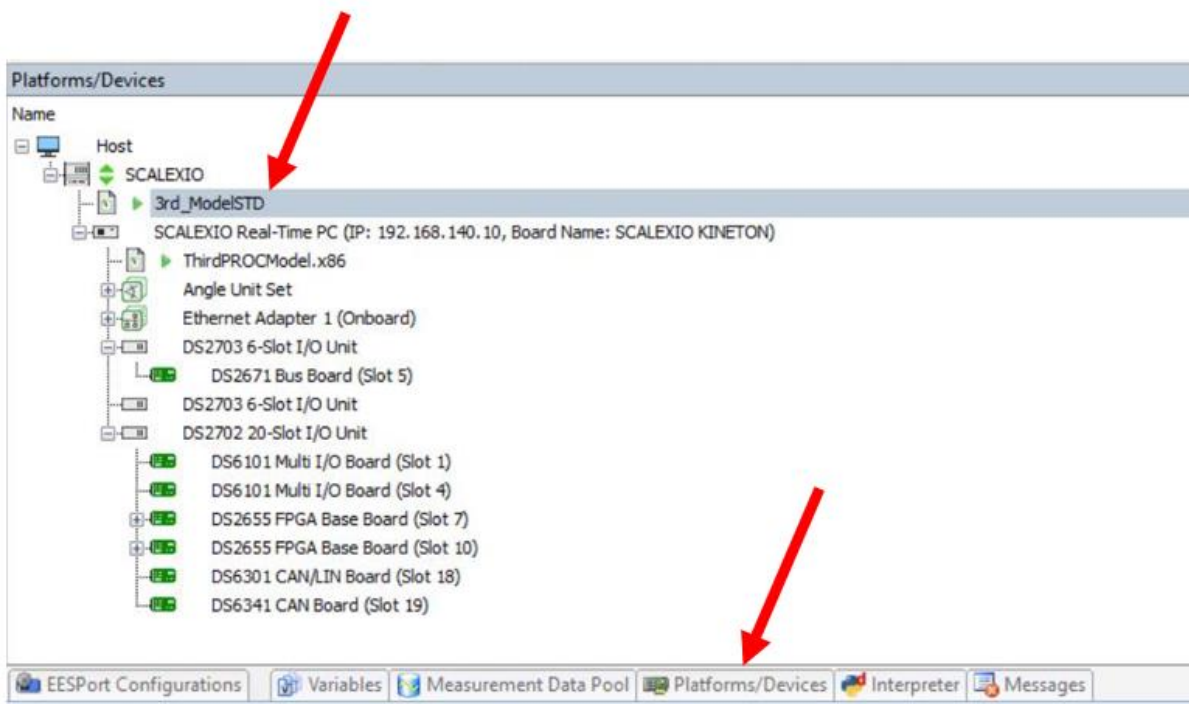 Platforms/Devices
Name
Host
SCALEXIO
3rd_ModelSTD
SCALEXIO Real-Time PC (IP: 192.168.140.10, Board Name: SCALEXIO KINETON)
ThirdPROCModel.x86
Angle Unit Set
Ethernet Adapter 1 (Onboard)
DS2703 6-Slot I/O Unit
DS2671 Bus Board (Slot 5)
DS2703 6-Slot I/O Unit
DS2702 20-Slot I/O Unit
DS6101 Multi I/O Board (Slot 1)
DS6101 Multi I/O Board (Slot 4)
DS2655 FPGA Base Board (Slot 7)
DS2655 FPGA Base Board (Slot 10)
DS6301 CAN/LIN Board (Slot 18)
DS6341 CAN Board (Slot 19)
EESPort Configurations Variables Measurement Data Pool Platforms/Devices Interpreter Messages